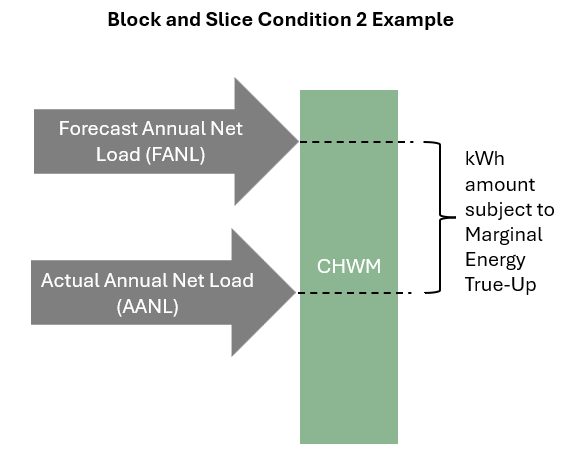 Block and Slice Condition 2 Example
Forecast Annual Net
Load (FANL)
kWh
amount
subject to
Marginal
Energy
True-Up
CHWM
Actual Annual Net Load
(AANL)